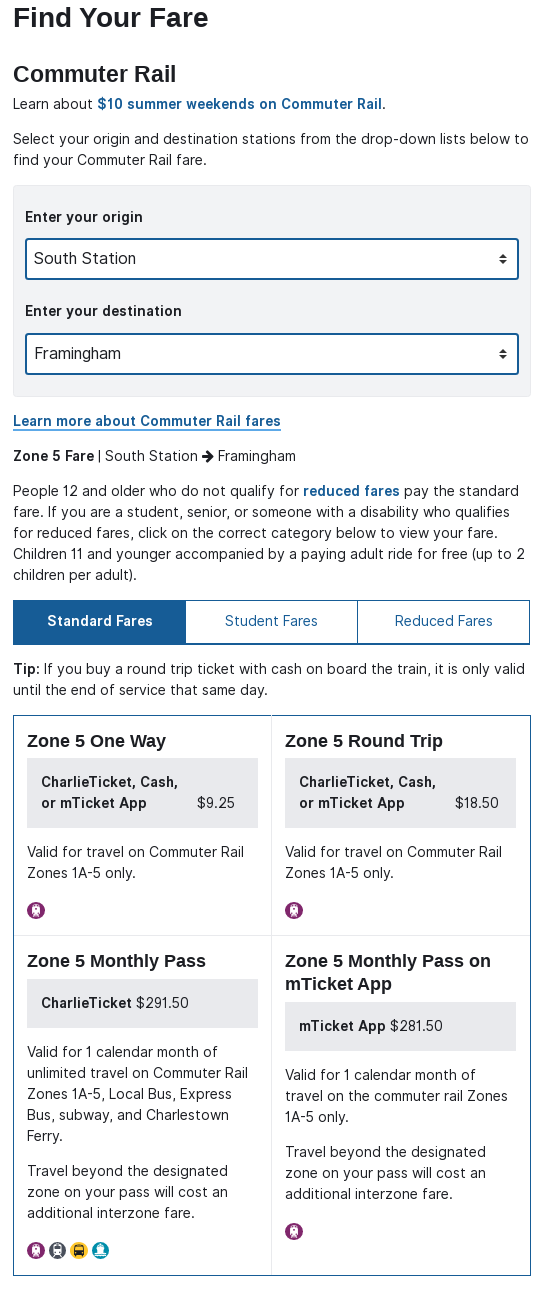 Find Your Fare
Commuter Rail
Learn about $10 summer weekends on Commuter Rail.
Select your origin and destination stations from the drop-down lists below to
find your Commuter Rail fare.
Enter your origin
South Station
Enter your destination
Framingham
Learn more about Commuter Rail fares
Zone 5 Fare | South Station → Framingham
People 12 and older who do not qualify for reduced fares pay the standard
fare. If you are a student, senior, or someone with a disability who qualifies
for reduced fares, click on the correct category below to view your fare.
Children 11 and younger accompanied by a paying adult ride for free (up to 2
children per adult).
Standard Fares
Student Fares
Reduced Fares
Tip: If you buy a round trip ticket with cash on board the train, it is only valid
until the end of service that same day.
Zone 5 One Way
CharlieTicket, Cash,
or mTicket App $9.25
Valid for travel on Commuter Rail
Zones 1A-5 only.
Zone 5 Round Trip
CharlieTicket, Cash,
or mTicket App $18.50
Valid for travel on Commuter Rail
Zones 1A-5 only.
Zone 5 Monthly Pass
CharlieTicket $291.50
Valid for 1 calendar month of
unlimited travel on Commuter Rail
Zones 1A-5, Local Bus, Express
Bus, subway, and Charlestown
Ferry.
Travel beyond the designated
zone on your pass will cost an
additional interzone fare.
Zone 5 Monthly Pass on
mTicket App
mTicket App $281.50
Valid for 1 calendar month of
travel on the commuter rail Zones
1A-5 only.
Travel beyond the designated
zone on your pass will cost an
additional interzone fare.